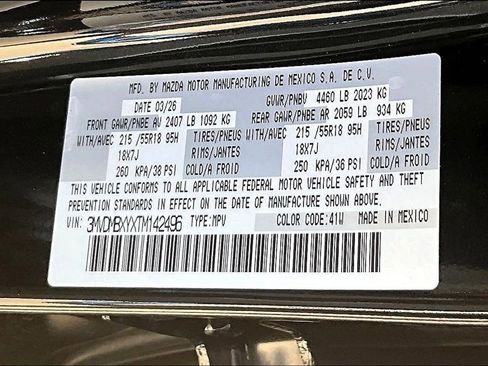 MFD. BY MAZDA MOTOR MANUFACTURING DE MEXICO S.A. DE C.V.
DATE 03/26 GVWR/PNBV 4460 LB 2023 KG
FRONT GAWR/PNBE AV 2407 LB 1092 KG REAR GAWR/PNBE AR 2059 LB 934 KG
WITH/AVEC 215 /55R18 95H TIRES/PNEUS WITH/AVEC 215 /55R18 95H TIRES/PNEUS
18X7J RIMS/JANTES 18X7J RIMS/JANTES
260 KPA/38 PSI COLD/A FROID 250 KPA/36 PSI COLD/A FROID
THIS VEHICLE CONFORMS TO ALL APPLICABLE FEDERAL MOTOR VEHICLE SAFETY AND THEFT
PREVENTION STANDARDS IN EFFECT ON THE DATE OF MANUFACTURE SHOWN ABOVE.
VIN: 3MVDMBXYXTM142496 TYPE:MPV COLOR CODE:41W MADE IN MEXICO